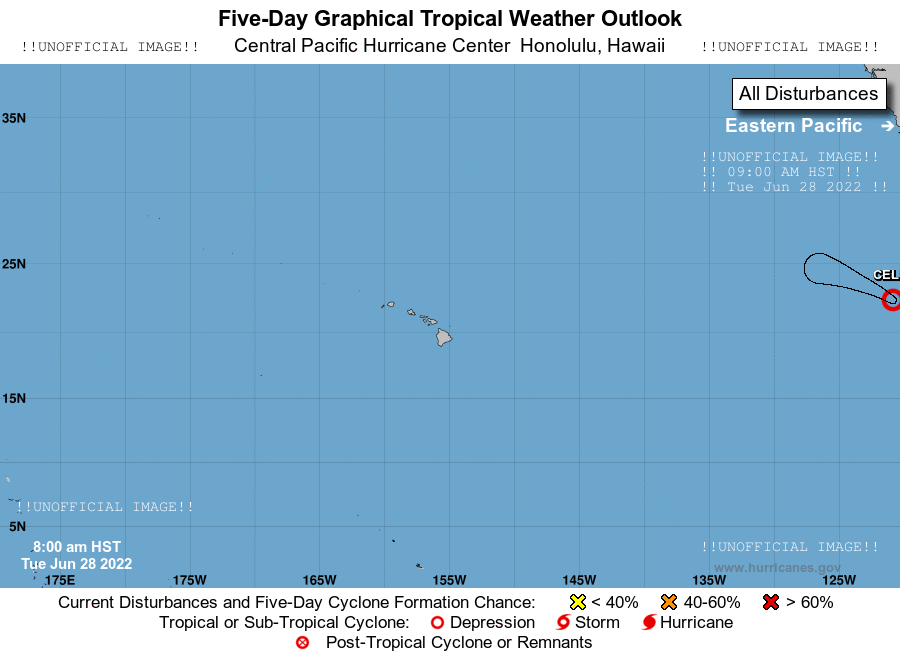 Five-Day Graphical Tropical Weather Outlook
!!UNOFFICIAL IMAGE!! Central Pacific Hurricane Center Honolulu, Hawaii !!UNOFFICIAL IMAGE!!
All Disturbances
35N
Eastern Pacific →
!!UNOFFICIAL IMAGE!!
!! 09:00 AM HST !!
!! Tue Jun 28 2022 !!
25N
CEL
15N
!!UNOFFICIAL IMAGE!!
5N
8:00 am HST
!!UNOFFICIAL IMAGE!!
Tue Jun 28 2022
www.hurricanes.gov
175E 175W 165W 155W 145W 135W 125W
Current Disturbances and Five-Day Cyclone Formation Chance: < 40% 40-60% > 60%
Tropical or Sub-Tropical Cyclone: Depression Storm Hurricane
Post-Tropical Cyclone or Remnants